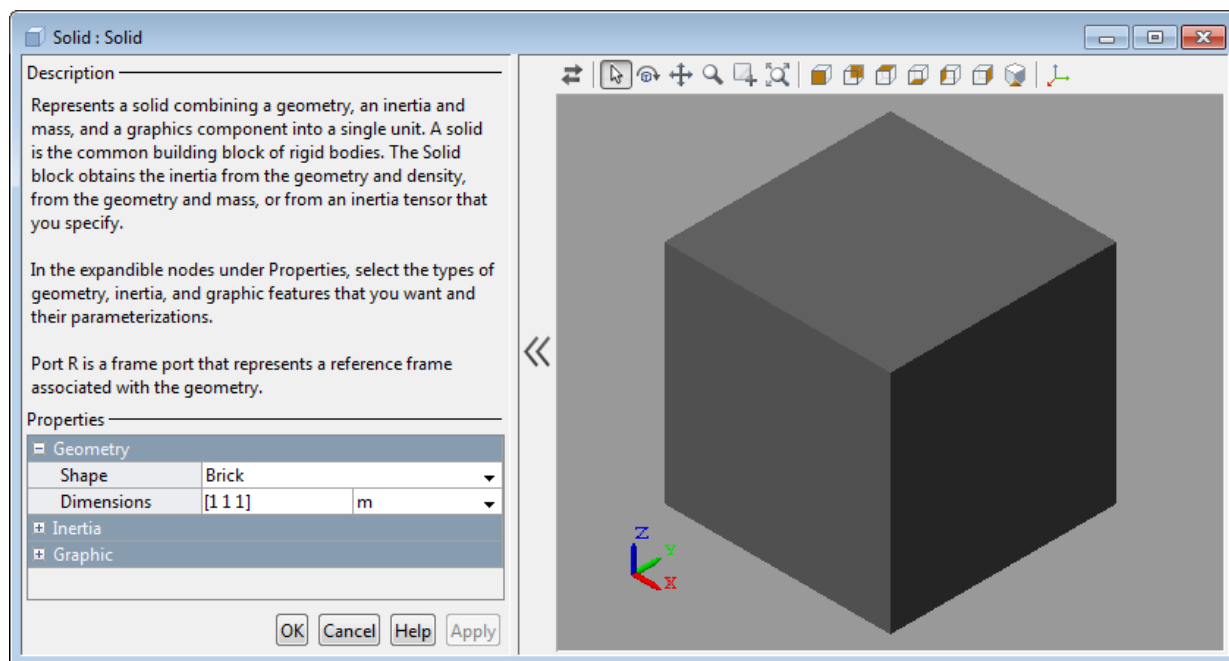 Solid : Solid
Description
Represents a solid combining a geometry, an inertia and
mass, and a graphics component into a single unit. A solid
is the common building block of rigid bodies. The Solid
block obtains the inertia from the geometry and density,
from the geometry and mass, or from an inertia tensor that
you specify.
In the expandible nodes under Properties, select the types of
geometry, inertia, and graphic features that you want and
their parameterizations.
Port R is a frame port that represents a reference frame
associated with the geometry.
Properties
Geometry
Shape Brick
Dimensions [1 1 1] m
Inertia
Graphic
OK Cancel Help Apply
Z
Y
X